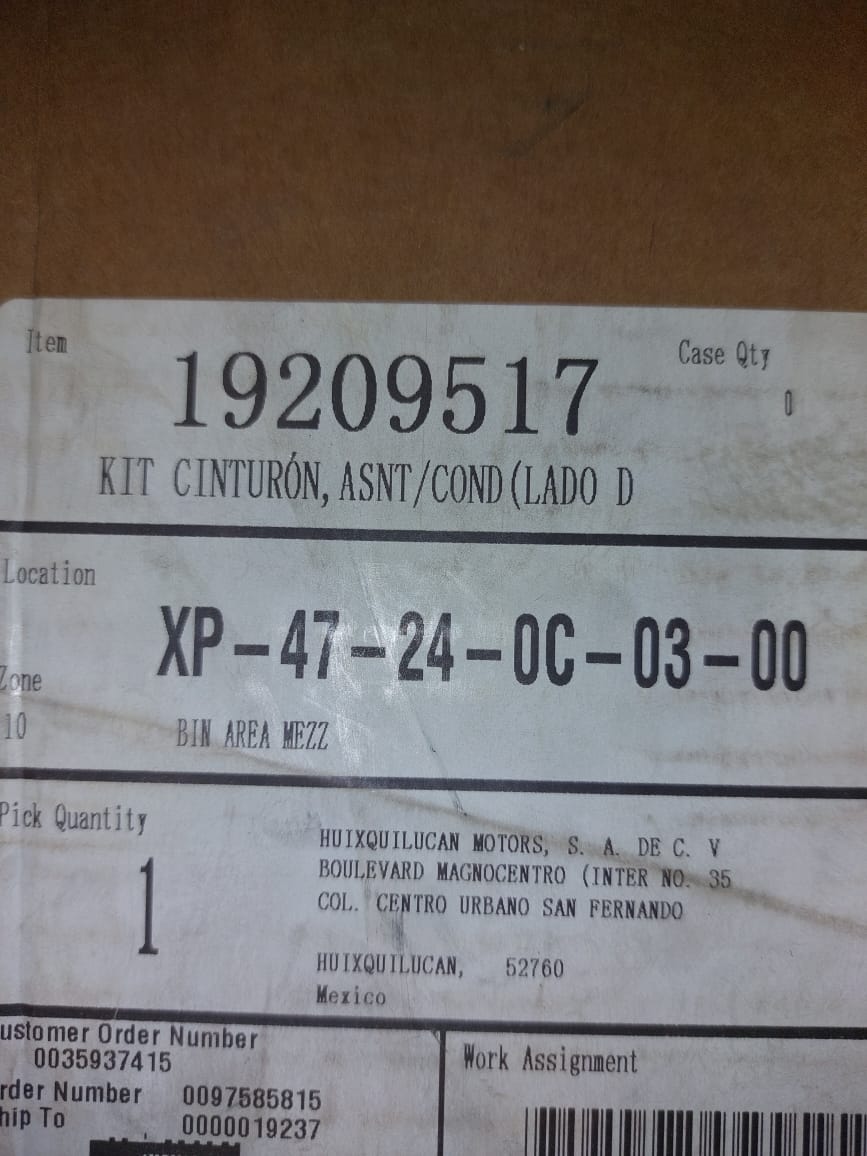 Item
Case Qty
19209517
0
KIT CINTURÓN, ASNT/COND(LADO D
Location
XP-47-24-0C-03-00
Zone
10
BIN AREA MEZZ
Pick Quantity
1
HUIXQUILUCAN MOTORS, S. A. DE C. V
BOULEVARD MAGNOCENTRO (INTER NO. 35
COL. CENTRO URBANO SAN FERNANDO
HUIXQUILUCAN, 52760
Mexico
ustomer Order Number
0035937415
rder Number 0097585815
hip To 0000019237
Work Assignment